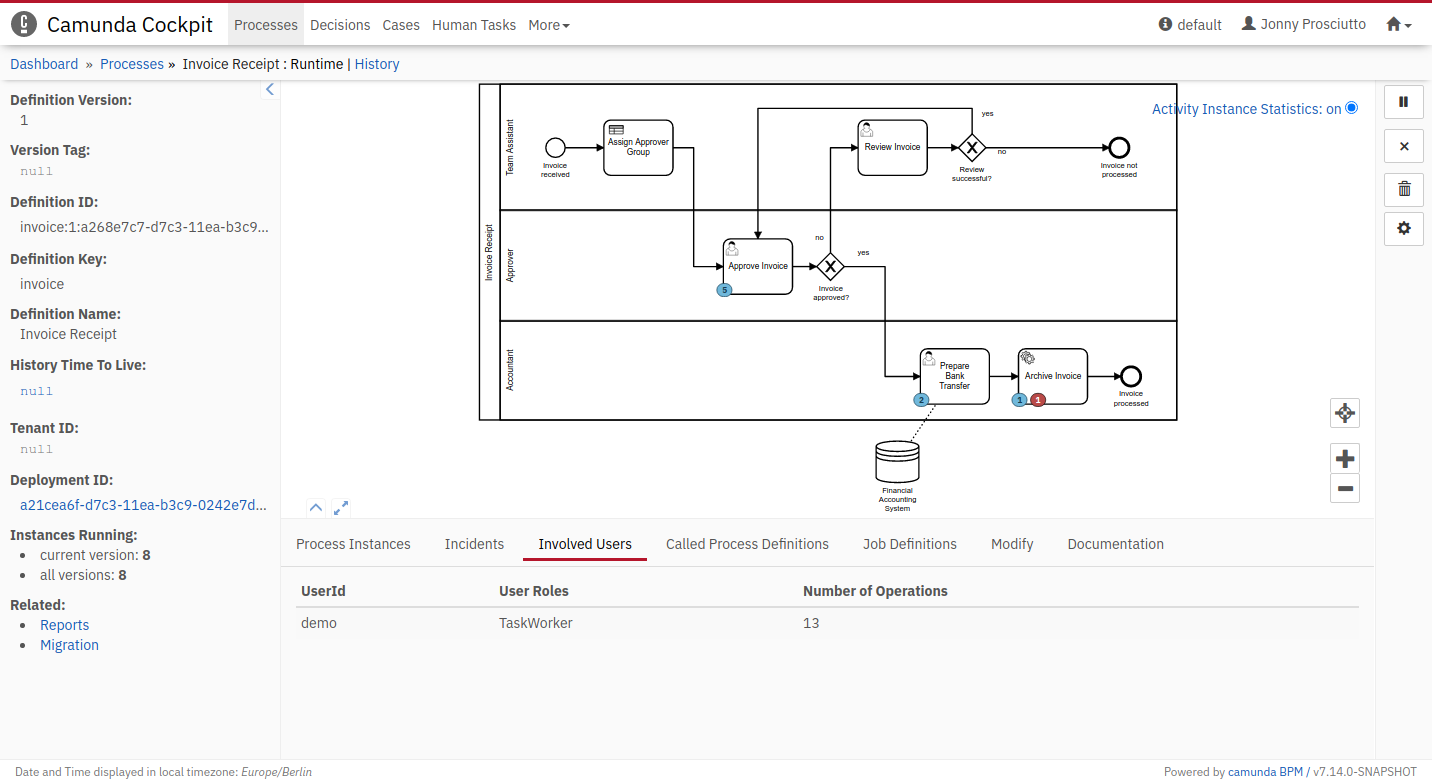 Camunda Cockpit
Processes Decisions Cases Human Tasks More
default Jonny Prosciutto
Dashboard » Processes » Invoice Receipt : Runtime | History
Definition Version:
1
Version Tag:
null
Definition ID:
invoice:1:a268e7c7-d7c3-11ea-b3c9...
Definition Key:
invoice
Definition Name:
Invoice Receipt
History Time To Live:
null
Tenant ID:
null
Deployment ID:
a21cea6f-d7c3-11ea-b3c9-0242e7d...
Instances Running:
current version: 8
all versions: 8
Related:
Reports
Migration
Activity Instance Statistics: on
Invoice Receipt
Team Assistant
Invoice
received
Assign Approver
Group
Review Invoice
yes
no
Review
successful?
Invoice not
processed
Approver
Approve Invoice
5
no
yes
Invoice
approved?
Accountant
Prepare
Bank
Transfer
2
Archive Invoice
1
1
Invoice
processed
Financial
Accounting
System
Process Instances Incidents Involved Users Called Process Definitions Job Definitions Modify Documentation
UserId User Roles Number of Operations
demo TaskWorker 13
Date and Time displayed in local timezone: Europe/Berlin
Powered by camunda BPM / v7.14.0-SNAPSHOT